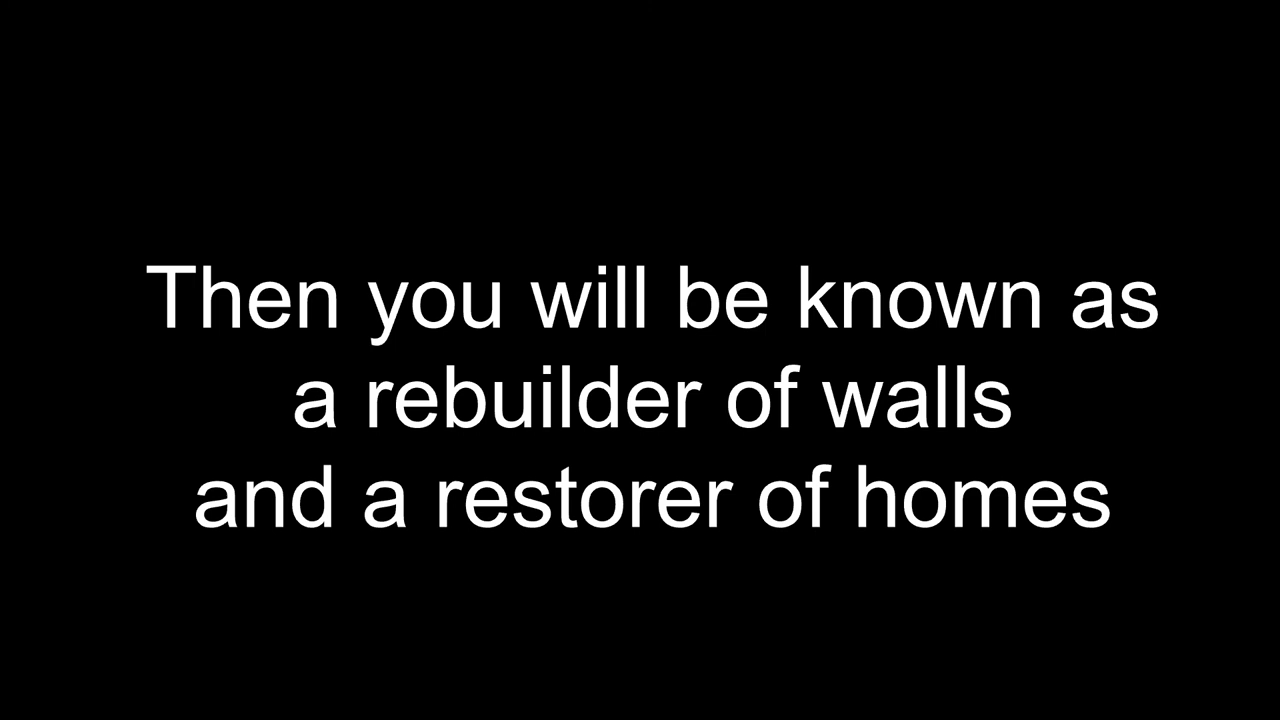 Then you will be known as
a rebuilder of walls
and a restorer of homes